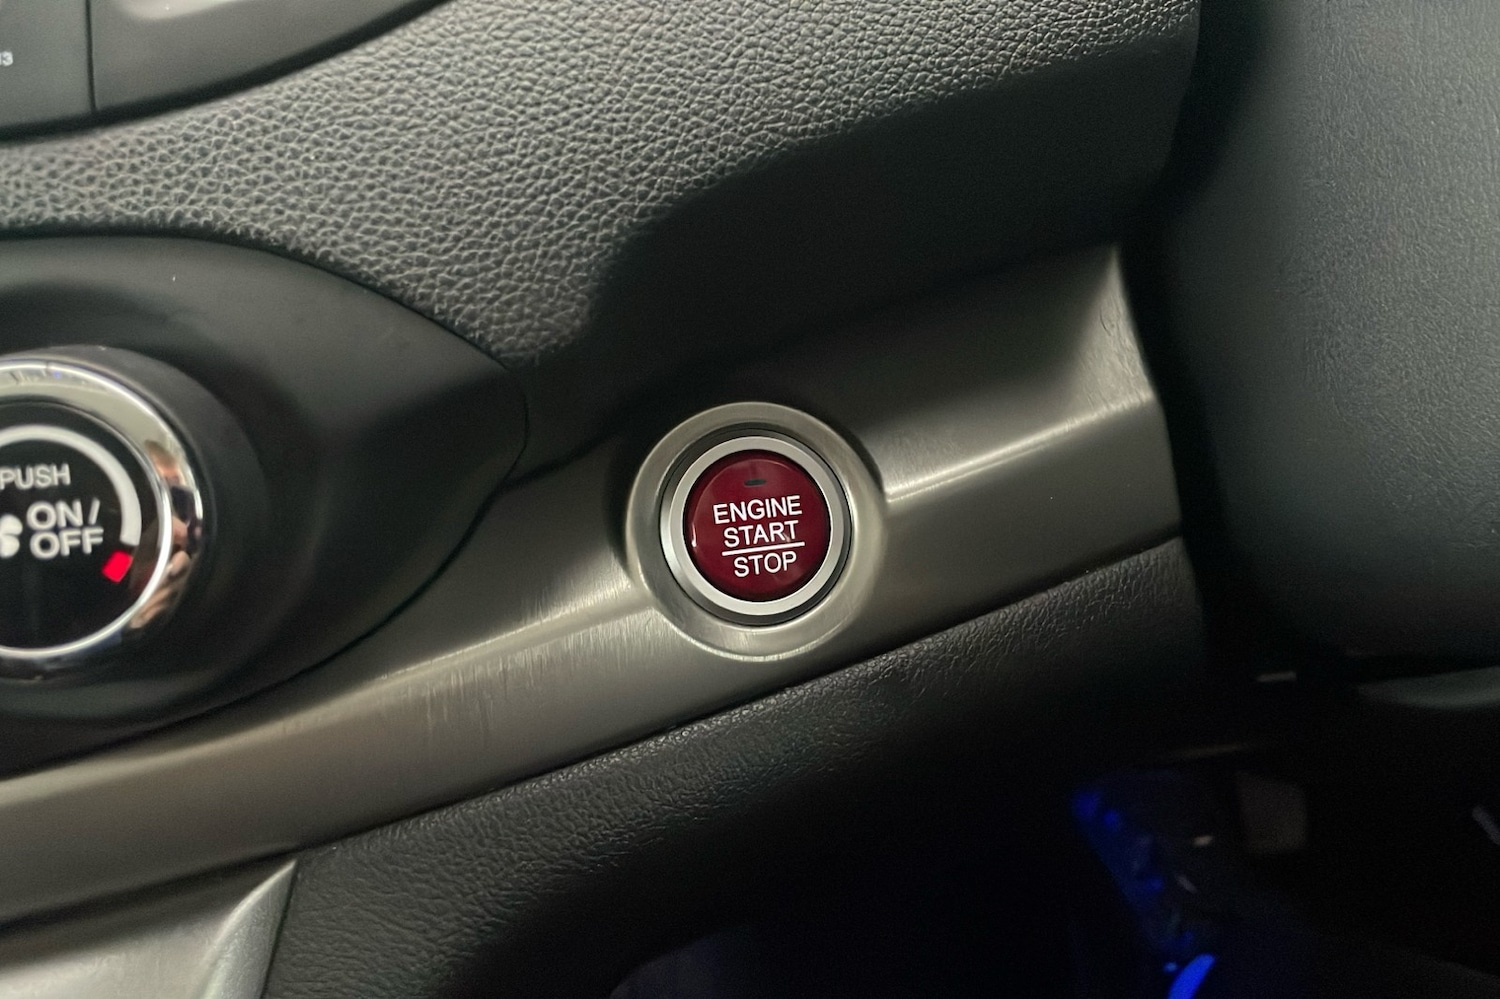 PUSH
ON/
OFF
ENGINE
START
STOP